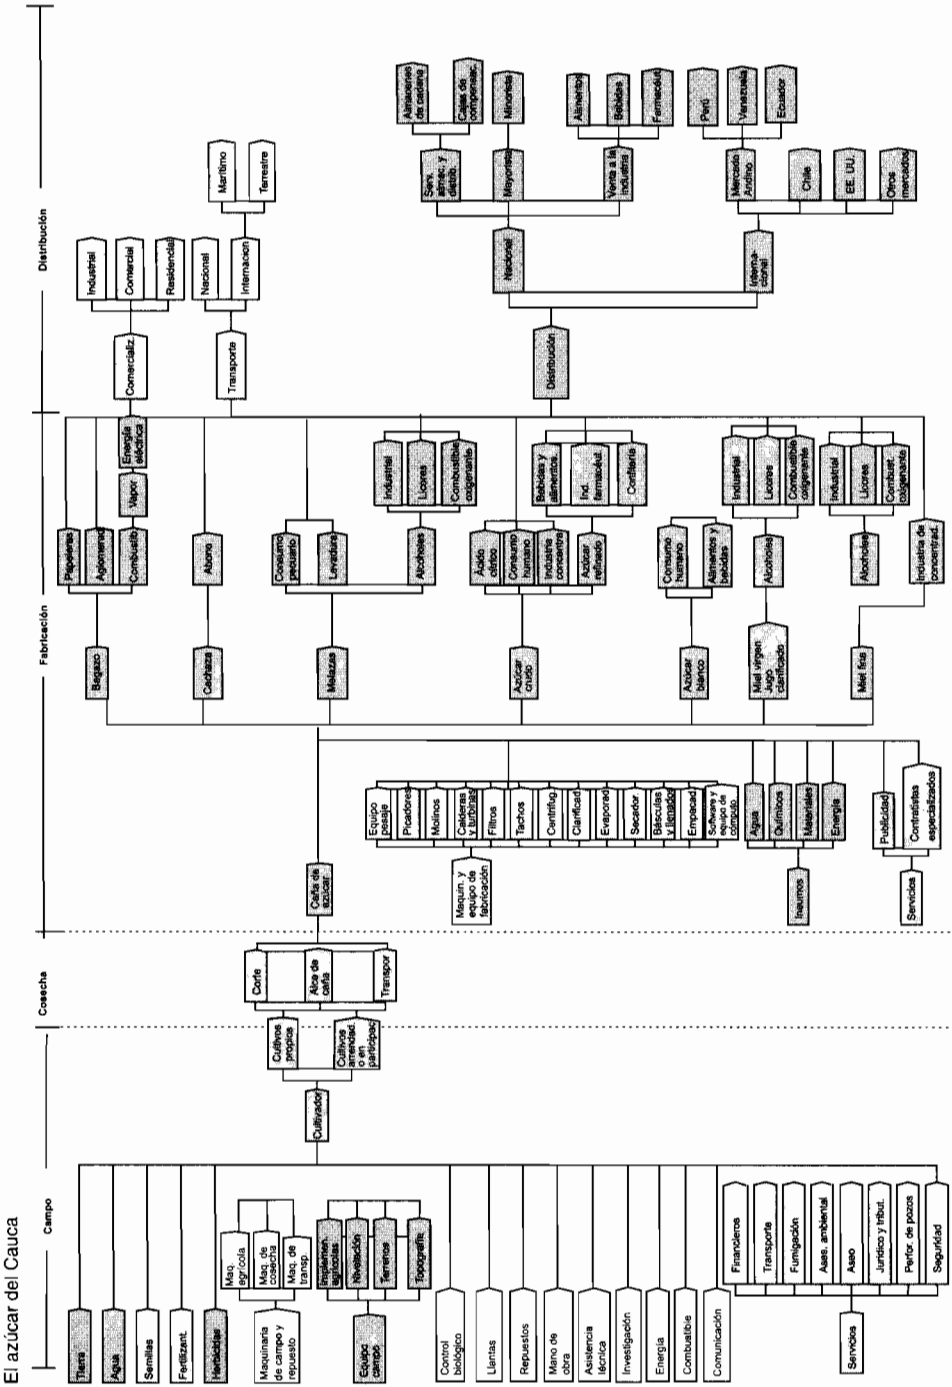 El azúcar del Cauca
Campo
Cosecha
Fabricación
Distribución
Tierra
Agua
Semillas
Fertilizant.
Herbicidas
Maquinaria
de campo y
repuesto
Maq.
agrícola
Maq. de
cosecha
Maq. de
transp.
Equipo
campo
Implemen.
agrícolas
Nivelación
Terrenos
Topografía
Control
biológico
Llantas
Repuestos
Mano de
obra
Asistencia
técnica
Investigación
Energía
Combustible
Comunicación
Servicios
Financieros
Transporte
Fumigación
Ases. ambiental
Aseo
Jurídico y tribut.
Perfor. de pozos
Seguridad
Cultivador
Cultivos
propios
Cultivos
arrendad.
o en
participac.
Corte
Alce de
caña
Transpor
Caña de
azúcar
Maquin. y
equipo de
fabricación
Equipo
pesaje
Picadores
Molinos
Calderas
y turbinas
Filtros
Tachos
Centrífug.
Clarificad.
Evaporad.
Secador
Básculas
y llenados
Empacad.
Software y
equipo de
cómputo
Insumos
Agua
Químicos
Materiales
Energía
Servicios
Publicidad
Contratistas
especializados
Bagazo
Papeleras
Aglomerad.
Combustib
Vapor
Energía
eléctrica
Cachaza
Abono
Melazas
Consumo
pecuario
Levadura
Alcoholes
Industrial
Licores
Combustible
oxigenante
Azúcar
crudo
Ácido
cítrico
Consumo
humano
Industria
concentra
Azúcar
refinado
Bebidas y
alimentos
Ind.
farmacéut.
Confitería
Azúcar
blanco
Consumo
humano
Alimentos y
bebidas
Miel virgen
Jugo
clarificado
Alcoholes
Industrial
Licores
Combustible
oxigenante
Miel fina
Alcoholes
Industrial
Licores
Combust.
oxigenante
Industria de
concentrad.
Comercializ.
Industrial
Comercial
Residencial
Transporte
Nacional
Internacion
Marítimo
Terrestre
Distribución
Nacional
Serv.
almac. y
distrib.
Almacenes
de cadena
Cajas de
compensac.
Mayorista
Minorista
Venta a la
industria
Alimentos
Bebidas
Farmacéut
Interna-
cional
Mercado
Andino
Perú
Venezuela
Ecuador
Chile
EE. UU.
Otros
mercados